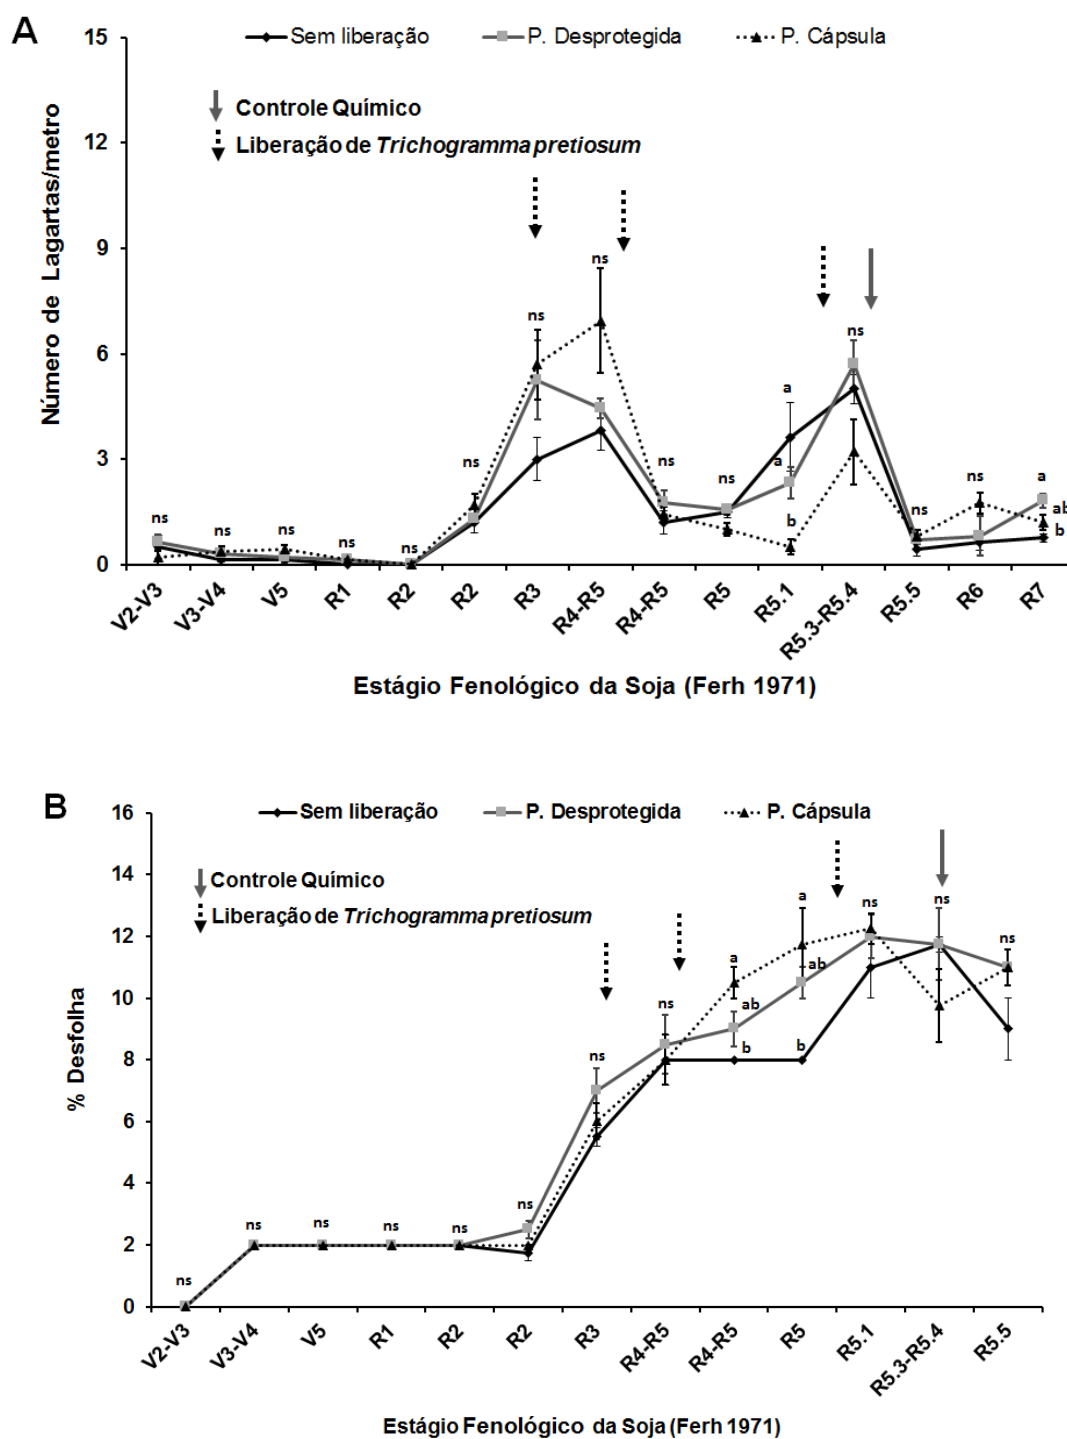 A
15
Sem liberação
P. Desprotegida
P. Cápsula
Controle Químico
Liberação de Trichogramma pretiosum
12
9
6
3
0
Número de Lagartas/metro
ns
ns
ns
ns
ns
ns
ns
ns
ns
ns
a
a
b
ns
ns
ns
a
ab
b
V2-V3
V3-V4
V5
R1
R2
R2
R3
R4-R5
R4-R5
R5
R5.1
R5.3-R5.4
R5.5
R6
R7
Estágio Fenológico da Soja (Ferh 1971)
B
16
Sem liberação
P. Desprotegida
P. Cápsula
Controle Químico
Liberação de Trichogramma pretiosum
14
12
10
8
6
4
2
0
% Desfolha
ns
ns
ns
ns
ns
ns
ns
ns
a
ab
b
a
ab
b
ns
ns
ns
V2-V3
V3-V4
V5
R1
R2
R2
R3
R4-R5
R4-R5
R5
R5.1
R5.3-R5.4
R5.5
Estágio Fenológico da Soja (Ferh 1971)